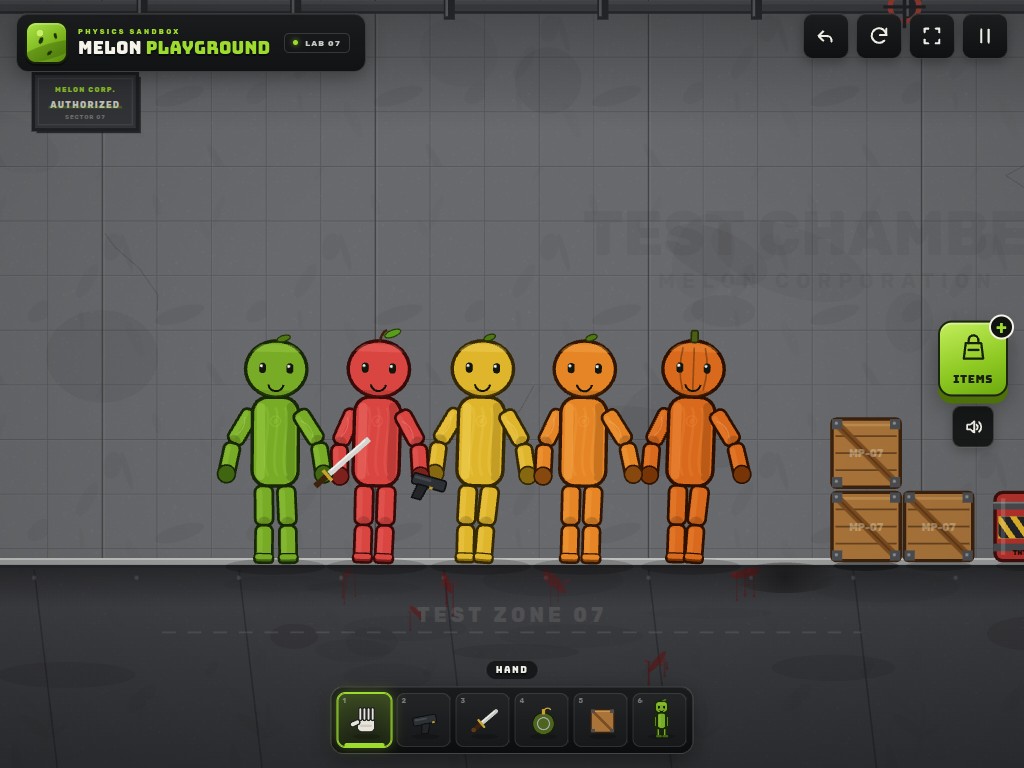 PHYSICS SANDBOX
MELON PLAYGROUND
LAB 07
MELON CORP.
AUTHORIZED
SECTOR 07
TEST CHAMBE
MELON CORPORATION
ITEMS
MP-07
MP-07
MP-07
TEST ZONE 07
HAND
1
2
3
4
5
6